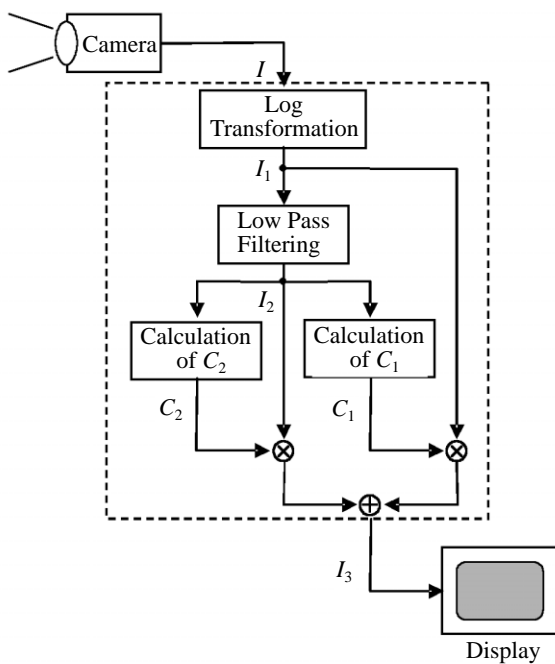 Camera
I
Log
Transformation
I₁
Low Pass
Filtering
I₂
Calculation
of C₂
Calculation
of C₁
C₂
C₁
I₃
Display